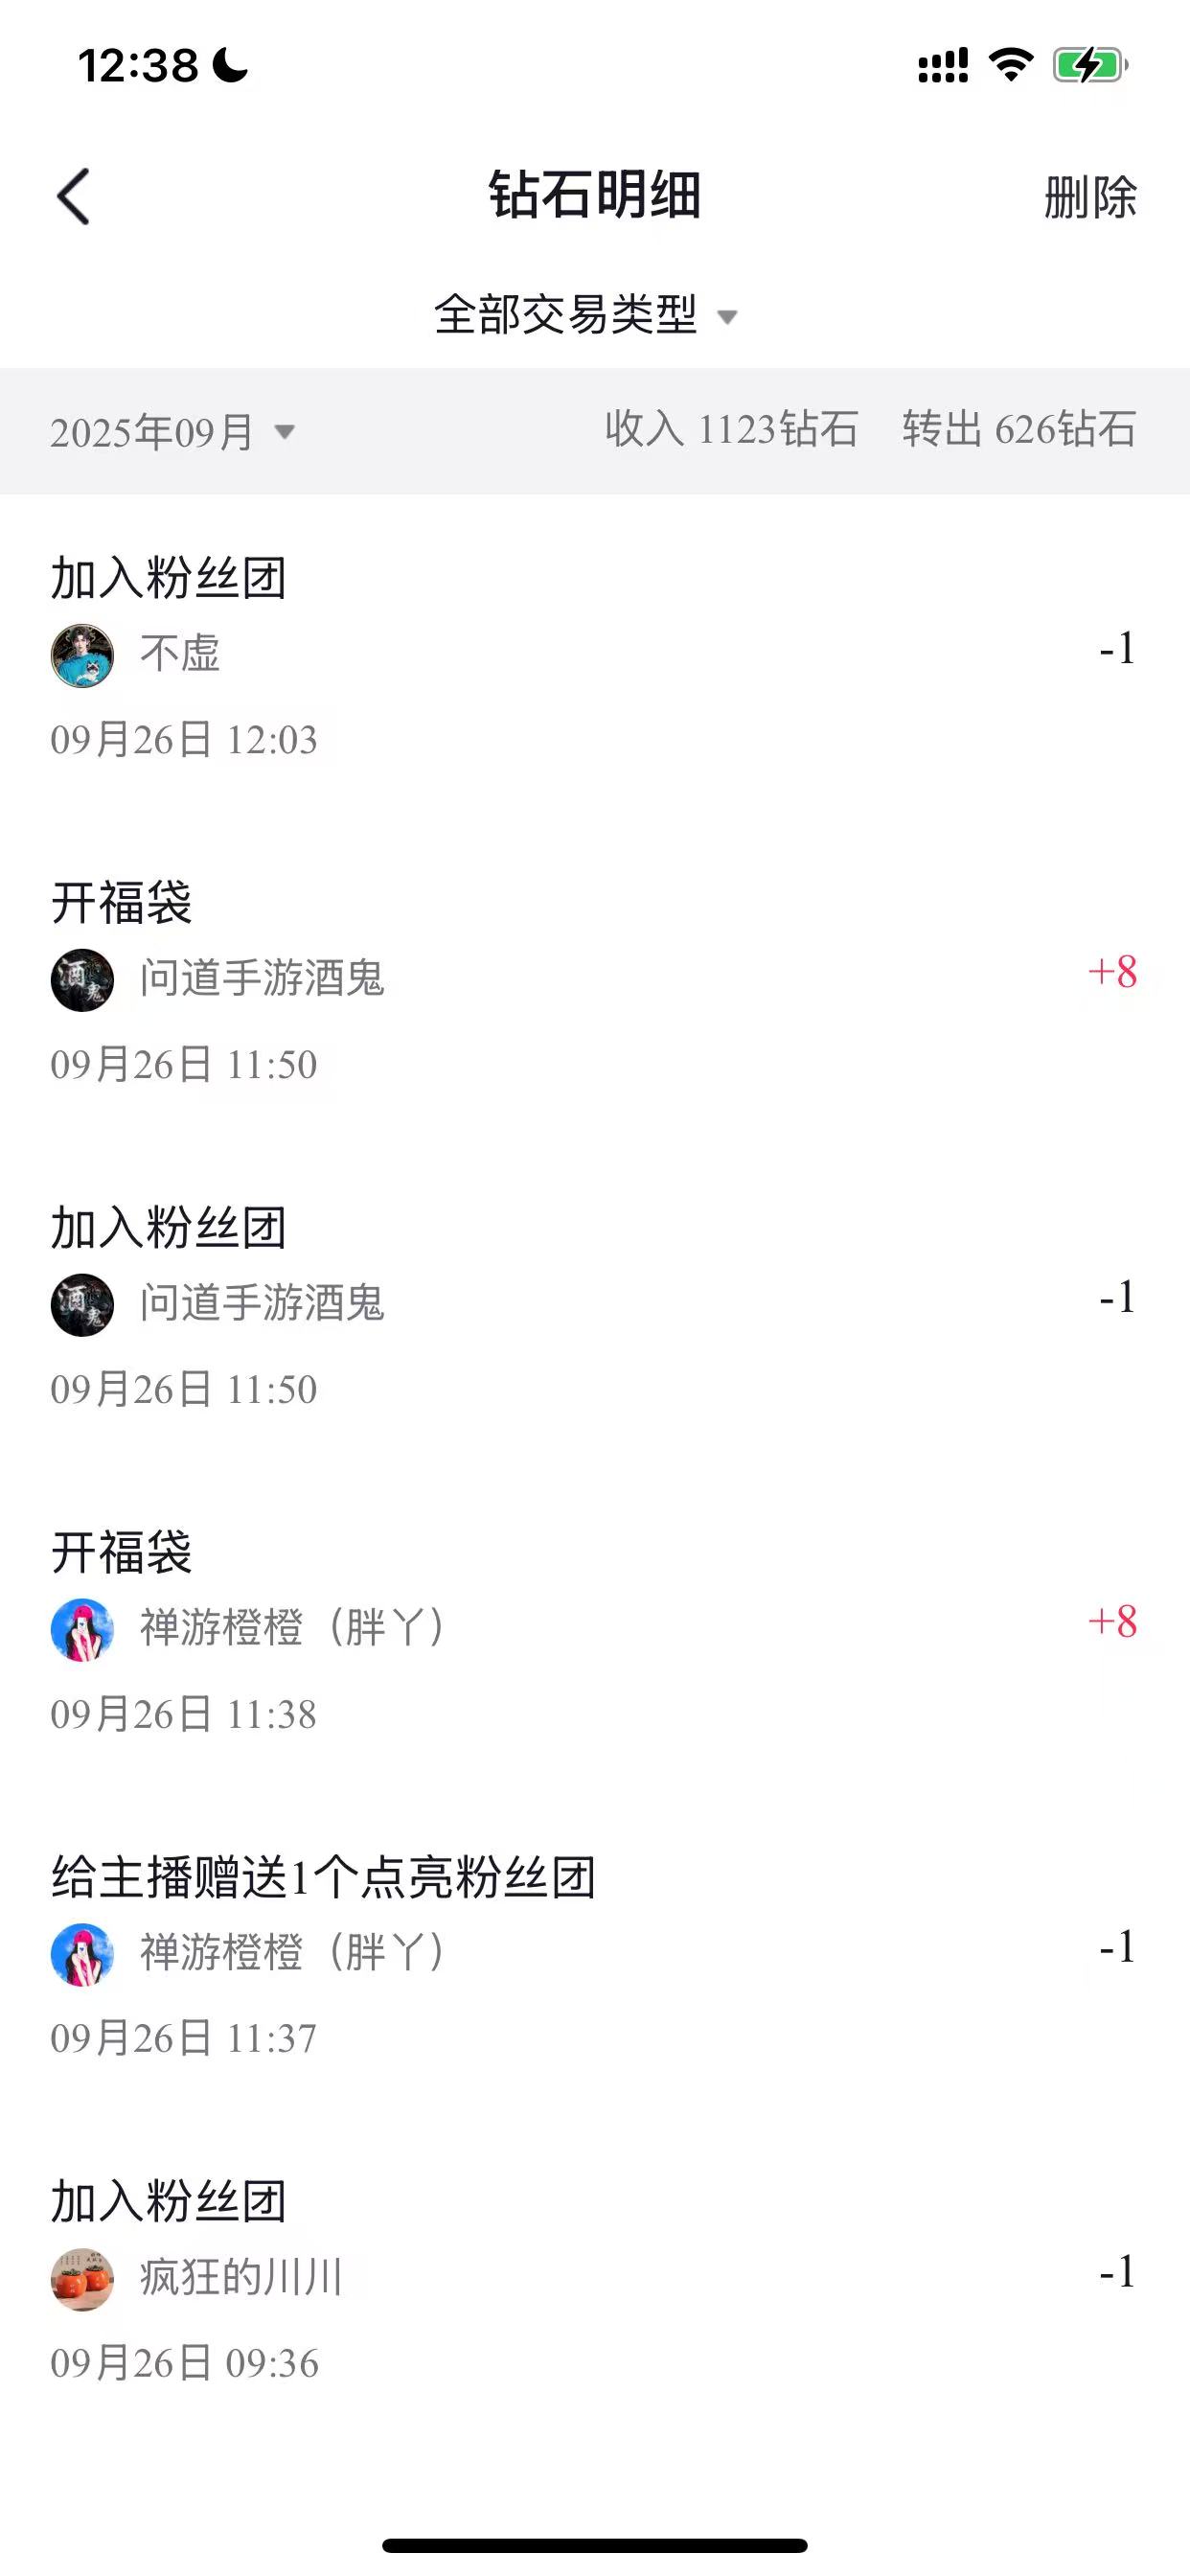 12:38
钻石明细
删除
全部交易类型
2025年09月
收入 1123钻石 转出 626钻石
加入粉丝团
不虚
-1
09月26日 12:03
开福袋
问道手游酒鬼
+8
09月26日 11:50
加入粉丝团
问道手游酒鬼
-1
09月26日 11:50
开福袋
禅游橙橙（胖丫）
+8
09月26日 11:38
给主播赠送1个点亮粉丝团
禅游橙橙（胖丫）
-1
09月26日 11:37
加入粉丝团
疯狂的川川
-1
09月26日 09:36